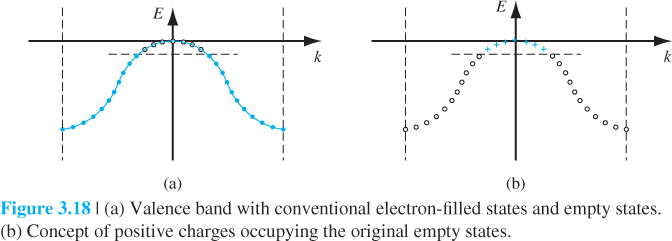 E
k
(a)
E
k
(b)
Figure 3.18 | (a) Valence band with conventional electron-filled states and empty states.
(b) Concept of positive charges occupying the original empty states.